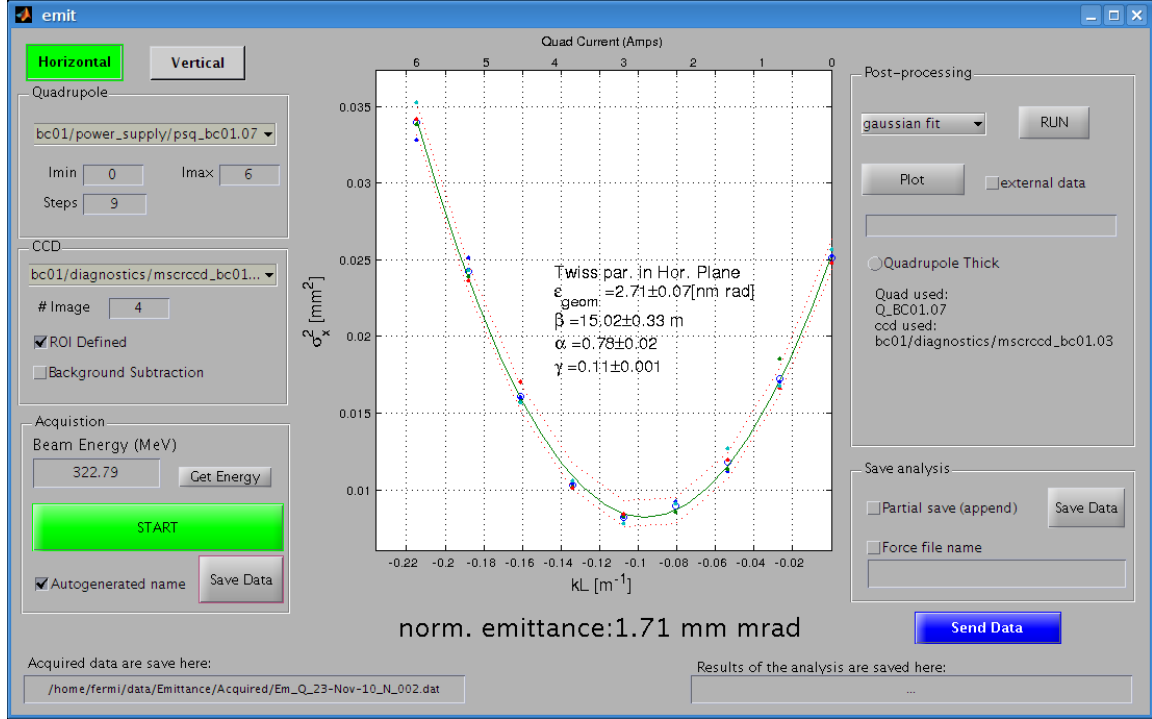 emit
Horizontal
Vertical
Quadrupole
bc01/power_supply/psq_bc01.07
Imin 0 Imax 6
Steps 9
CCD
bc01/diagnostics/mscrccd_bc01...
# Image 4
ROI Defined
Background Subtraction
Acquistion
Beam Energy (MeV)
322.79
Get Energy
START
Autogenerated name
Save Data
Quad Current (Amps)
6 5 4 3 2 1 0
0.035
0.03
0.025
0.02
0.015
0.01
σ²ₓ [mm²]
Twiss par. in Hor. Plane
ε_geom =2.71±0.07[nm rad]
β =15.02±0.33 m
α =0.78±0.02
γ =0.11±0.001
-0.22 -0.2 -0.18 -0.16 -0.14 -0.12 -0.1 -0.08 -0.06 -0.04 -0.02
kL [m⁻¹]
norm. emittance:1.71 mm mrad
Post-processing
gaussian fit
RUN
Plot
external data
Quadrupole Thick
Quad used:
Q_BC01.07
ccd used:
bc01/diagnostics/mscrccd_bc01.03
Save analysis
Partial save (append)
Save Data
Force file name
Send Data
Acquired data are save here:
/home/fermi/data/Emittance/Acquired/Em_Q_23-Nov-10_N_002.dat
Results of the analysis are saved here:
...